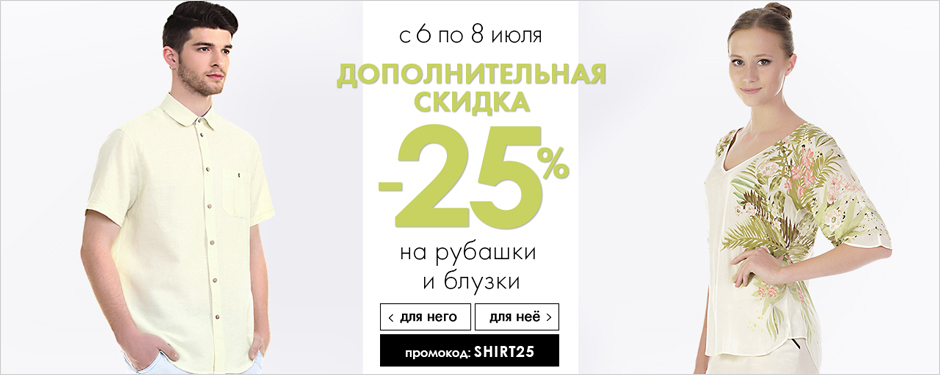 с 6 по 8 июля
ДОПОЛНИТЕЛЬНАЯ
СКИДКА
-25%
на рубашки
и блузки
‹ для него
для неё ›
промокод: SHIRT25